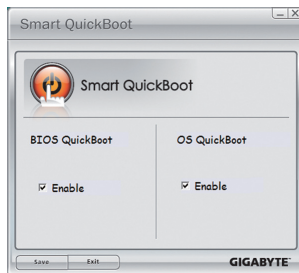 Smart QuickBoot
Smart QuickBoot
BIOS QuickBoot
OS QuickBoot
Enable
Enable
Save
Exit
GIGABYTE